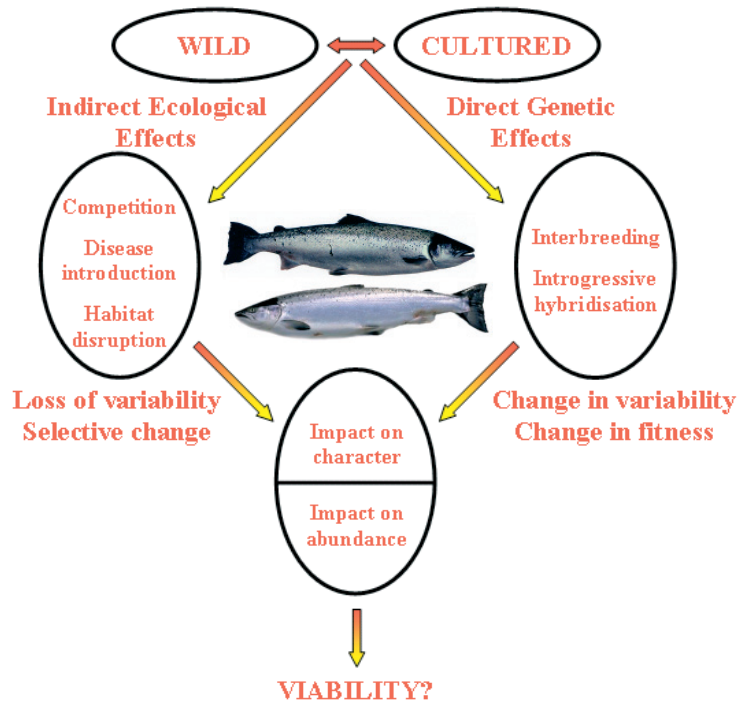 WILD
CULTURED
Indirect Ecological
Effects
Direct Genetic
Effects
Competition
Disease
introduction
Habitat
disruption
Interbreeding
Introgressive
hybridisation
Loss of variability
Selective change
Change in variability
Change in fitness
Impact on
character
Impact on
abundance
VIABILITY?